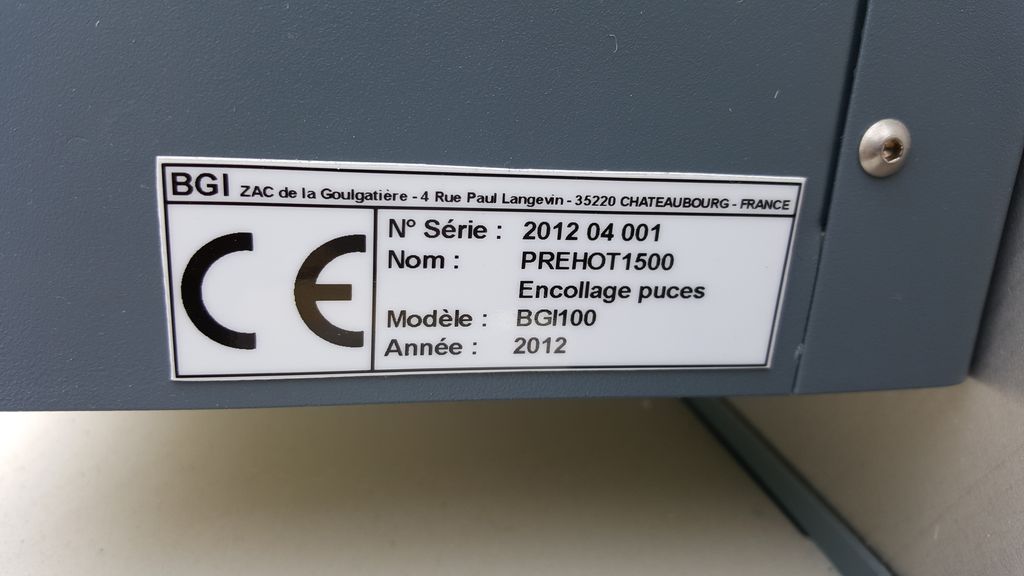 BGI ZAC de la Goulgatière - 4 Rue Paul Langevin - 35220 CHATEAUBOURG - FRANCE
CE
N° Série : 2012 04 001
Nom : PREHOT1500
Encollage puces
Modèle : BGI100
Année : 2012